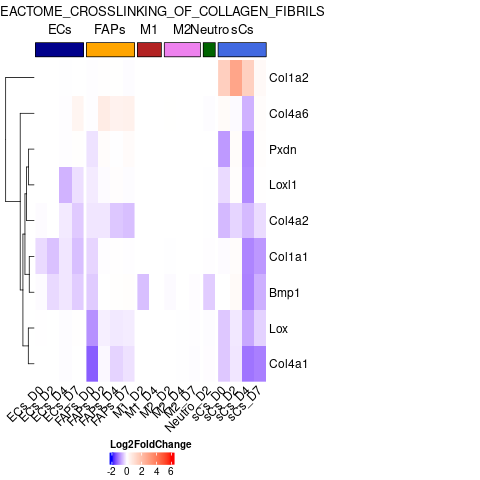 EACTOME_CROSSLINKING_OF_COLLAGEN_FIBRILS
ECs FAPs M1 M2 Neutro sCs
Col1a2
Col4a6
Pxdn
Loxl1
Col4a2
Col1a1
Bmp1
Lox
Col4a1
ECs_D0 ECs_D2 ECs_D4 ECs_D7 FAPs_D0 FAPs_D2 FAPs_D4 FAPs_D7 M1_D2 M1_D4 M2_D2 M2_D4 M2_D7 Neutro_D2 sCs_D0 sCs_D2 sCs_D4 sCs_D7
Log2FoldChange
-2 0 2 4 6